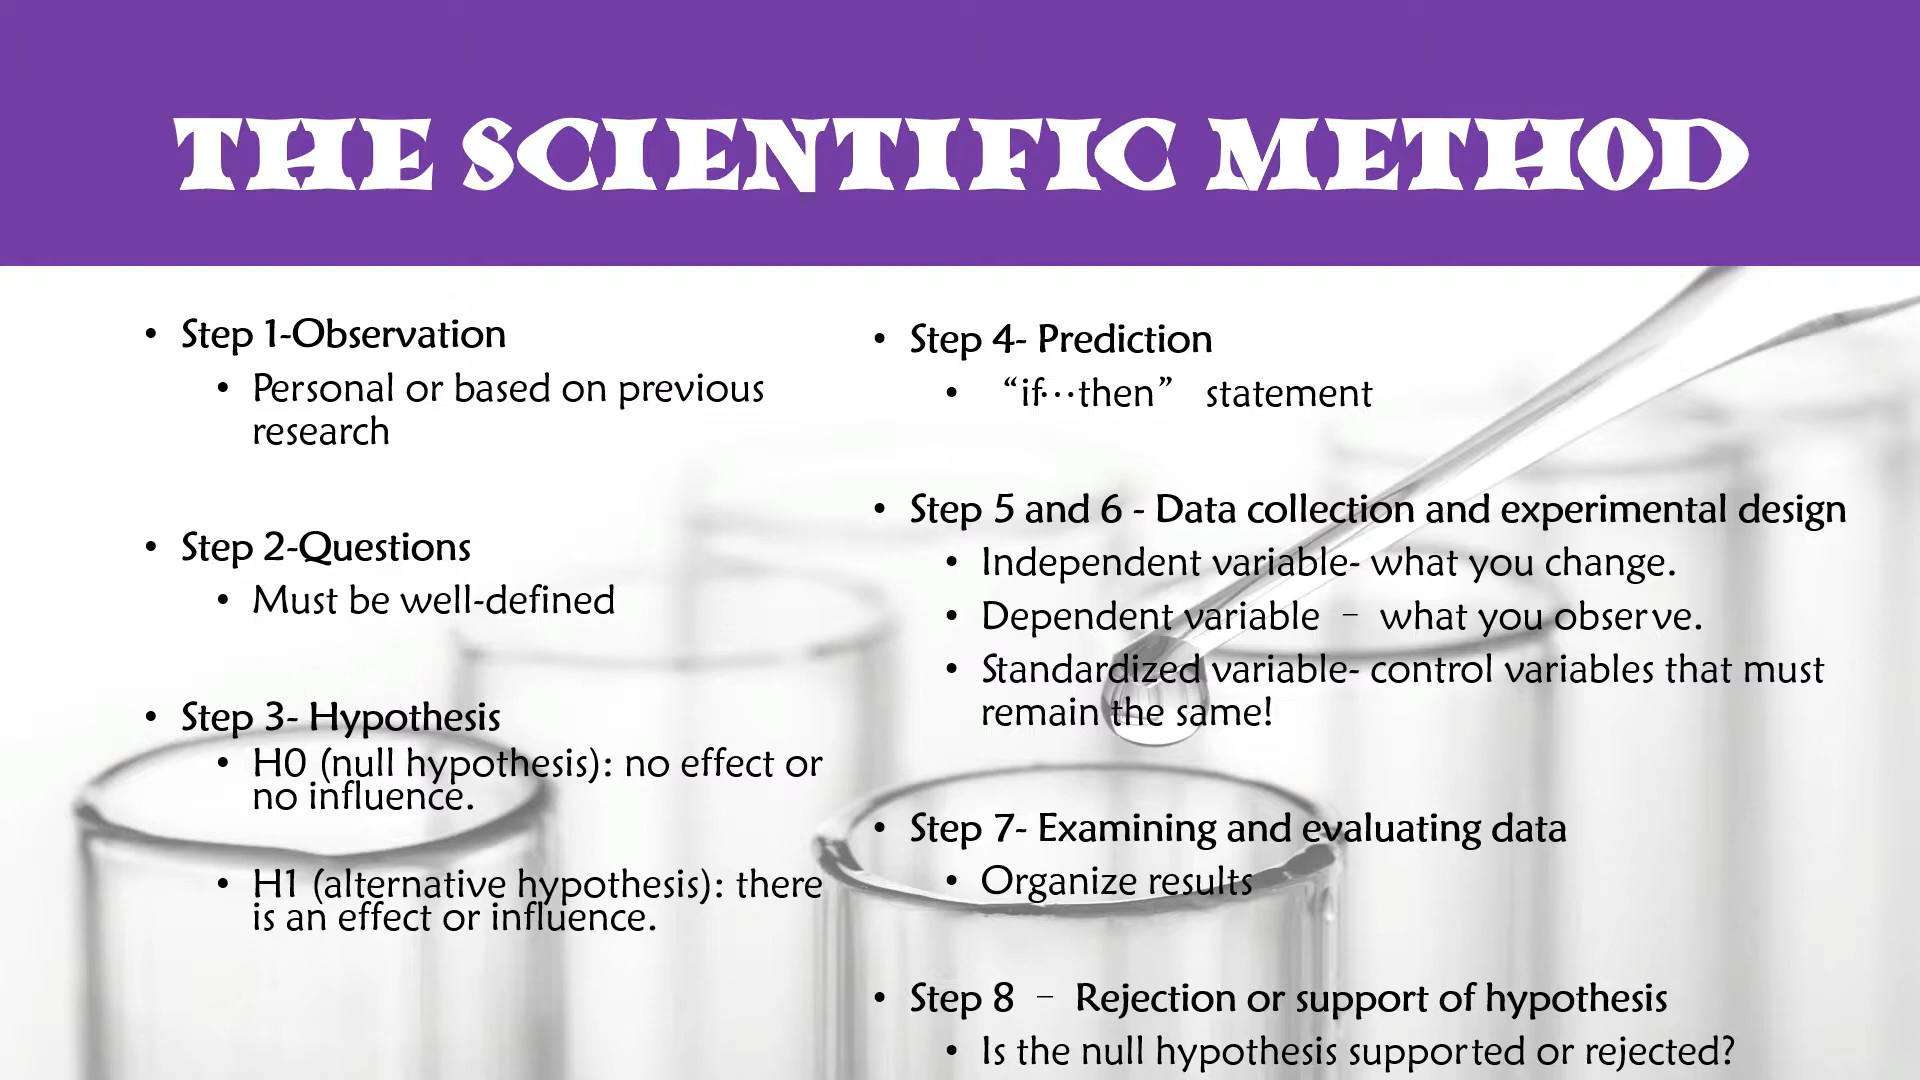 THE SCIENTIFIC METHOD
• Step 1-Observation
• Personal or based on previous
research
• Step 2-Questions
• Must be well-defined
• Step 3- Hypothesis
• H0 (null hypothesis): no effect or
no influence.
• H1 (alternative hypothesis): there
is an effect or influence.
• Step 4- Prediction
• “if…then” statement
• Step 5 and 6 - Data collection and experimental design
• Independent variable- what you change.
• Dependent variable – what you observe.
• Standardized variable- control variables that must
remain the same!
• Step 7- Examining and evaluating data
• Organize results
• Step 8 – Rejection or support of hypothesis
• Is the null hypothesis supported or rejected?